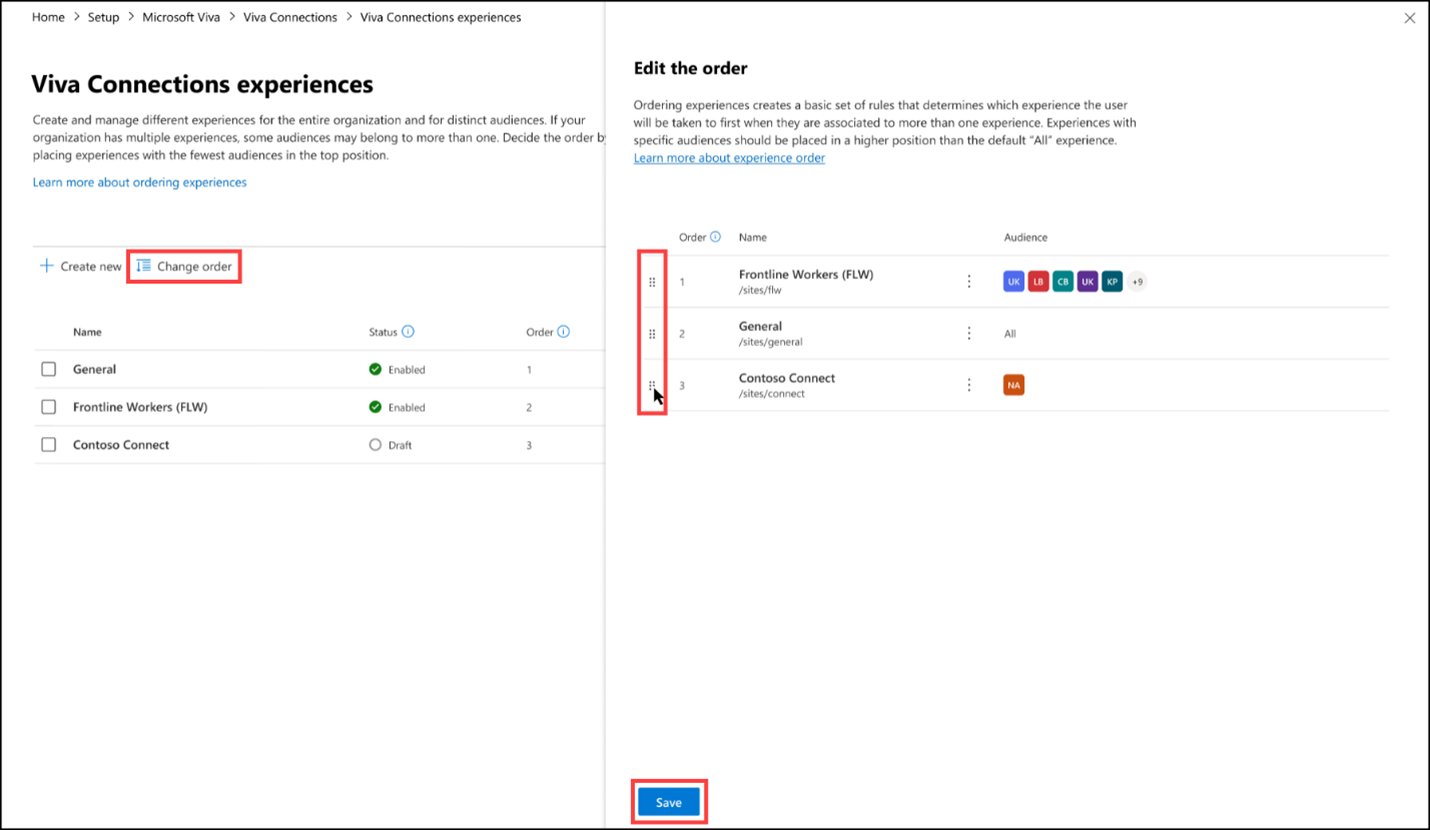 Home > Setup > Microsoft Viva > Viva Connections > Viva Connections experiences
Viva Connections experiences
Create and manage different experiences for the entire organization and for distinct audiences. If your
organization has multiple experiences, some audiences may belong to more than one. Decide the order by
placing experiences with the fewest audiences in the top position.
Learn more about ordering experiences
Create new Change order
Name Status Order
General Enabled 1
Frontline Workers (FLW) Enabled 2
Contoso Connect Draft 3
Edit the order
Ordering experiences creates a basic set of rules that determines which experience the user
will be taken to first when they are associated to more than one experience. Experiences with
specific audiences should be placed in a higher position than the default “All” experience.
Learn more about experience order
Order Name Audience
1 Frontline Workers (FLW) UK LB CB UK KP +9
/sites/flw
2 General All
/sites/general
3 Contoso Connect NA
/sites/connect
Save